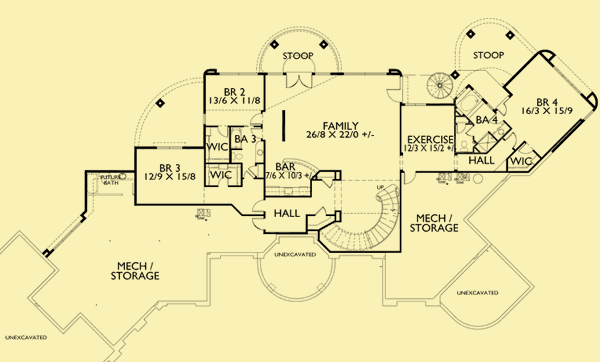 STOOP
STOOP
BR 2
13/6 X 11/8
BR 4
16/3 X 15/9
FAMILY
26/8 X 22/0 +/-
BA 4
BA 3
EXERCISE
12/3 X 15/2 +/-
WIC
HALL
WIC
BR 3
12/9 X 15/8
BAR
7/6 X 10/3 +/-
WIC
FUTURE
BATH
UP
HALL
MECH /
STORAGE
UNEXCAVATED
MECH /
STORAGE
UNEXCAVATED
UNEXCAVATED